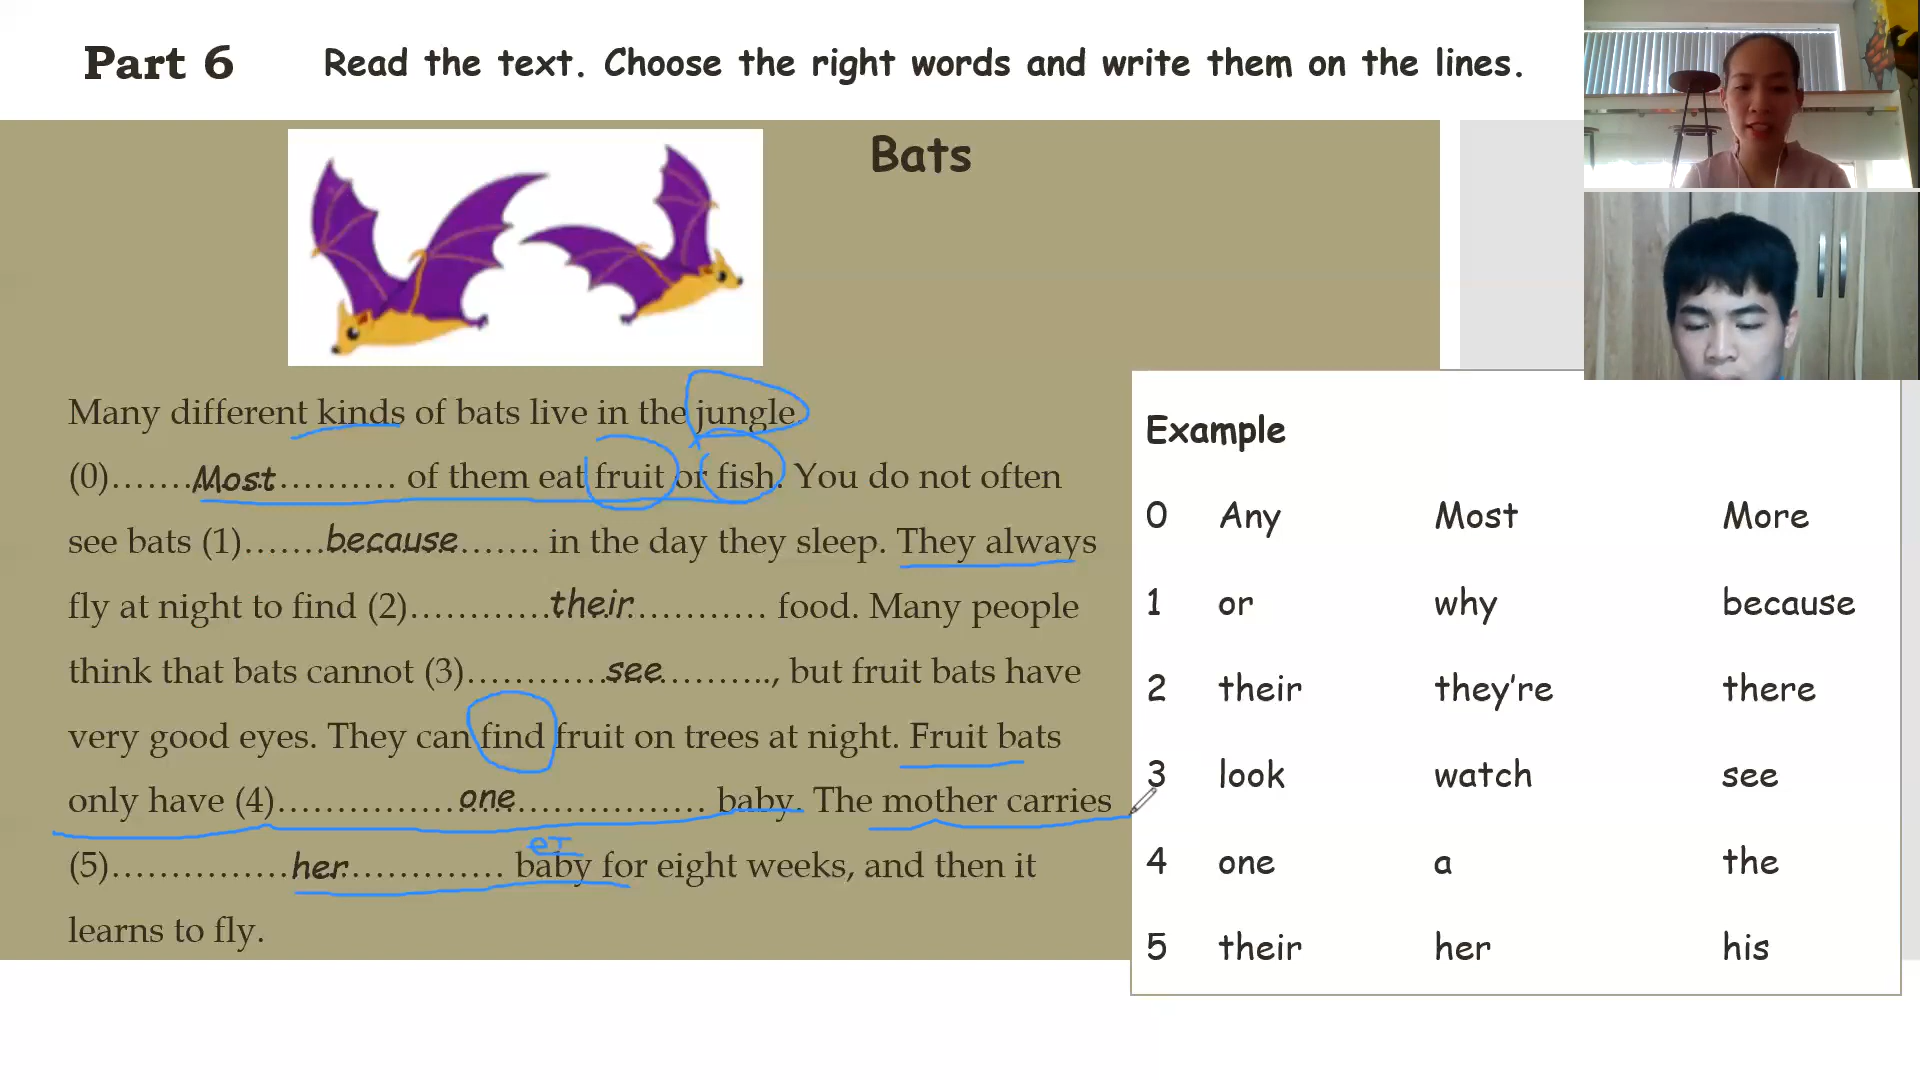 Part 6 Read the text. Choose the right words and write them on the lines.
Bats
Many different kinds of bats live in the jungle.
(0).......Most............ of them eat fruit or fish. You do not often
see bats (1).......because....... in the day they sleep. They always
fly at night to find (2)............their............ food. Many people
think that bats cannot (3)............see..........., but fruit bats have
very good eyes. They can find fruit on trees at night. Fruit bats
only have (4)................one................ baby. The mother carries
er
(5)...............her............... baby for eight weeks, and then it
learns to fly.
Example
0 Any Most More
1 or why because
2 their they're there
3 look watch see
4 one a the
5 their her his